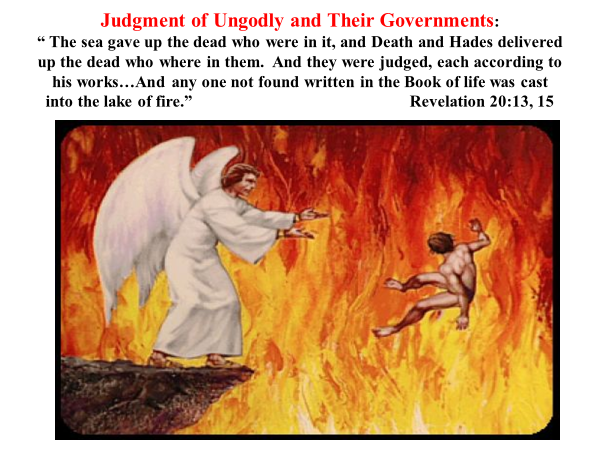 Judgment of Ungodly and Their Governments:
“ The sea gave up the dead who were in it, and Death and Hades delivered
up the dead who where in them. And they were judged, each according to
his works…And any one not found written in the Book of life was cast
into the lake of fire.” Revelation 20:13, 15